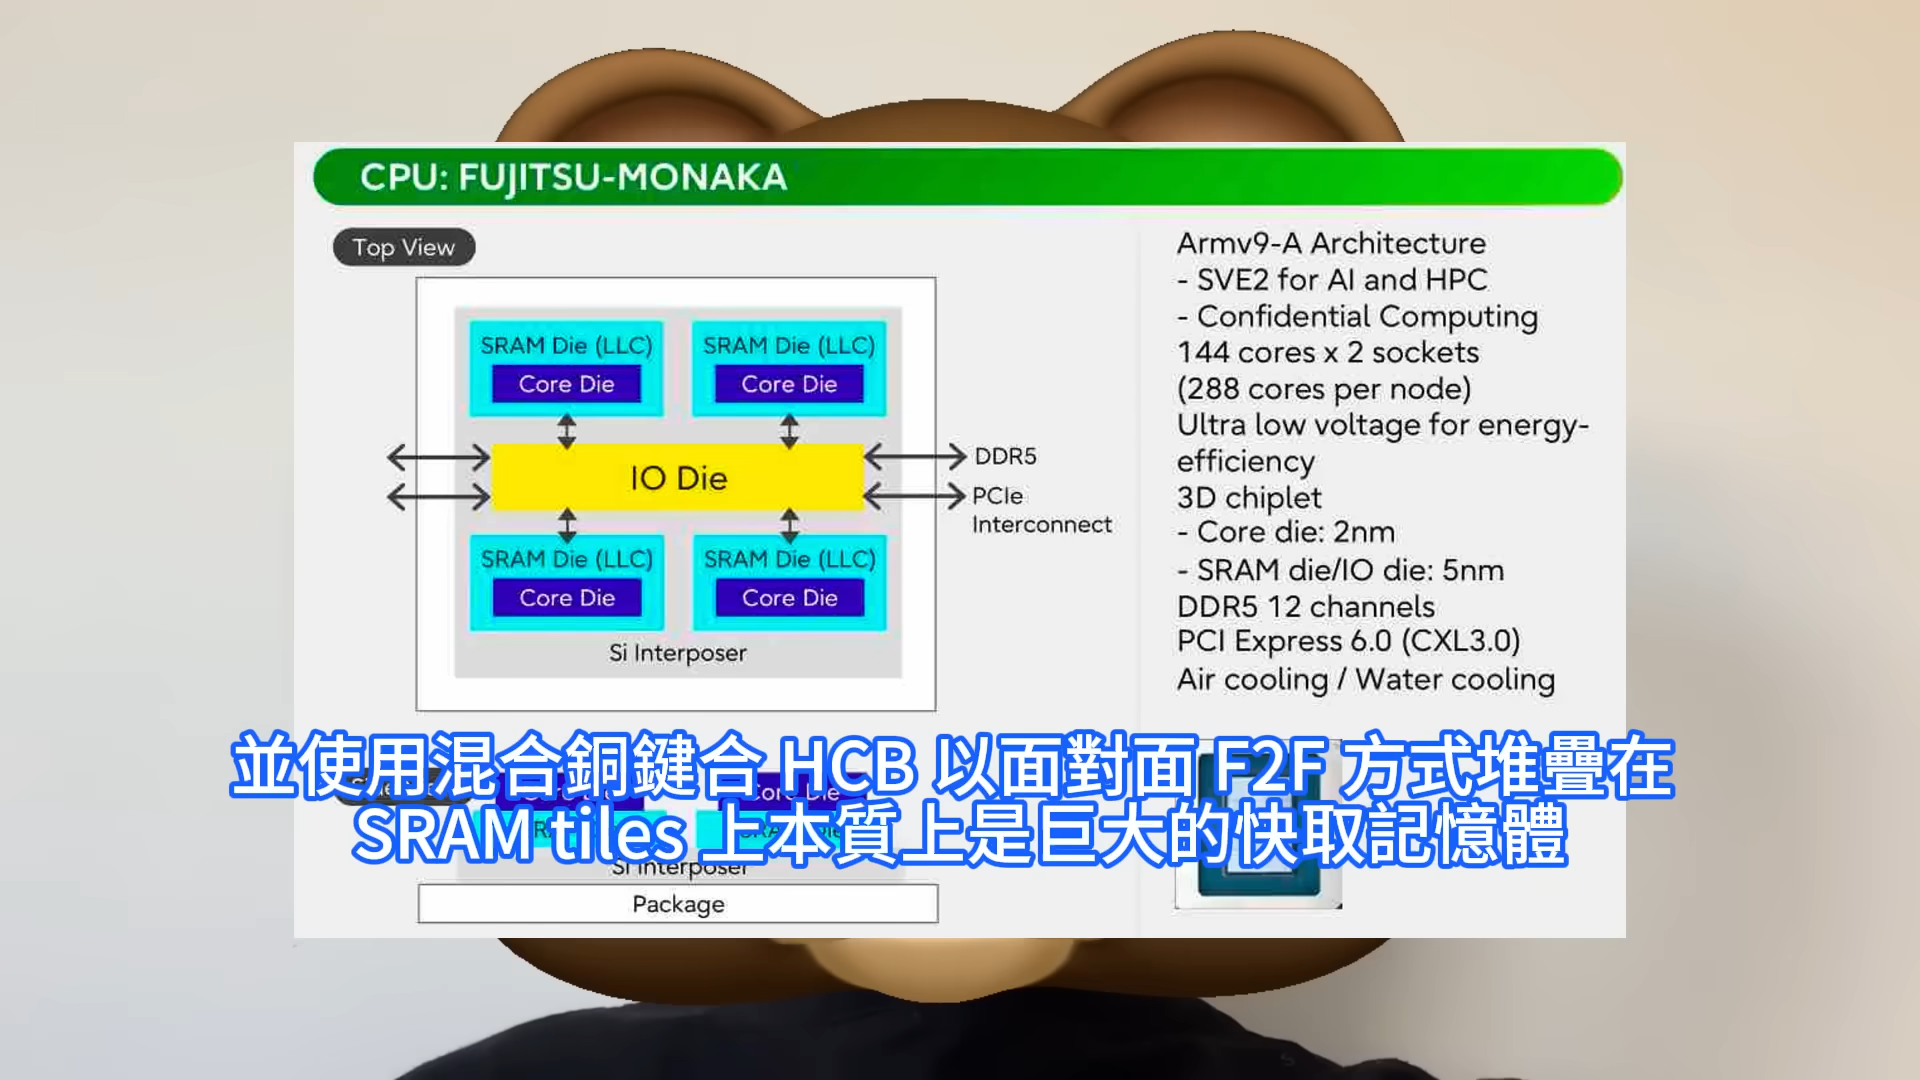 CPU: FUJITSU-MONAKA
Top View
SRAM Die (LLC)
Core Die
SRAM Die (LLC)
Core Die
IO Die
DDR5
PCIe
Interconnect
SRAM Die (LLC)
Core Die
SRAM Die (LLC)
Core Die
Si Interposer
Armv9-A Architecture
- SVE2 for AI and HPC
- Confidential Computing
144 cores x 2 sockets
(288 cores per node)
Ultra low voltage for energy-
efficiency
3D chiplet
- Core die: 2nm
- SRAM die/IO die: 5nm
DDR5 12 channels
PCI Express 6.0 (CXL3.0)
Air cooling / Water cooling
並使用混合銅鍵合 HCB 以面對面 F2F 方式堆疊在
SRAM tiles 上本質上是巨大的快取記憶體
Si Interposer
Package